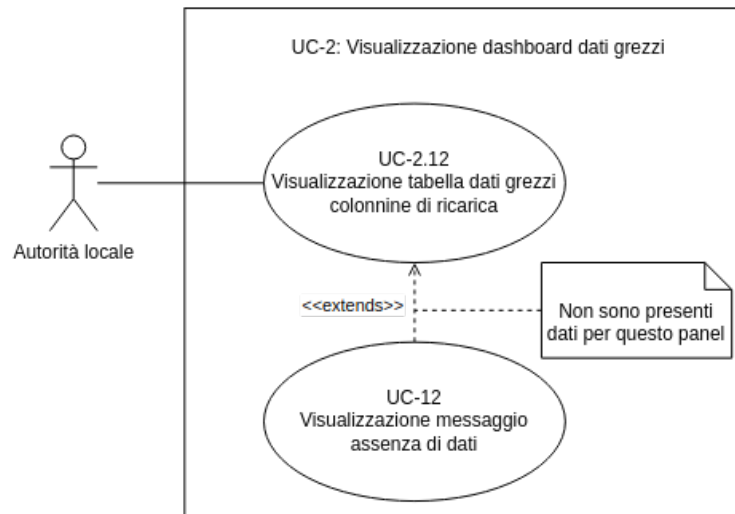 UC-2: Visualizzazione dashboard dati grezzi
UC-2.12
Visualizzazione tabella dati grezzi
colonnine di ricarica
Autorità locale
<<extends>>
Non sono presenti
dati per questo panel
UC-12
Visualizzazione messaggio
assenza di dati